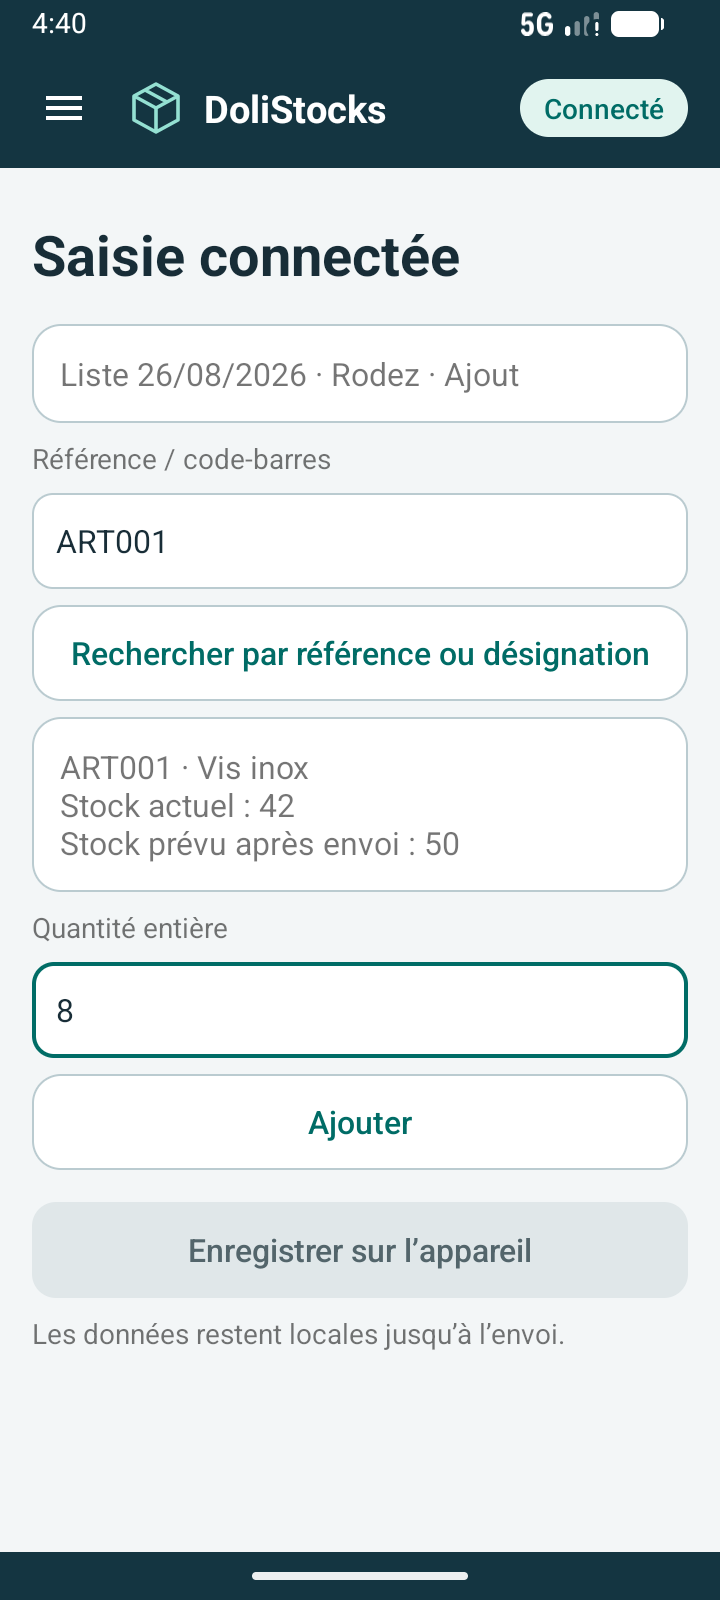 4:40
5G
DoliStocks
Connecté
Saisie connectée
Liste 26/08/2026 · Rodez · Ajout
Référence / code-barres
ART001
Rechercher par référence ou désignation
ART001 · Vis inox
Stock actuel : 42
Stock prévu après envoi : 50
Quantité entière
8
Ajouter
Enregistrer sur l’appareil
Les données restent locales jusqu’à l’envoi.